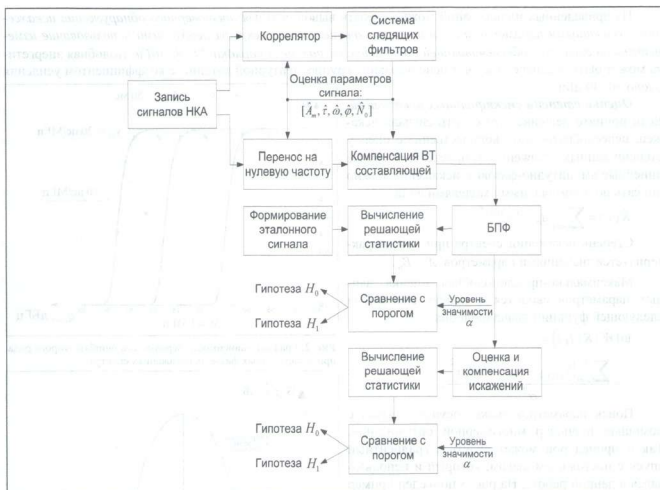 Коррелятор
Система
следящих
фильтров
Оценка параметров
сигнала:
[Âₘ, τ̂, ω̂, φ̂, N̂₀]
Запись
сигналов НКА
Перенос на
нулевую частоту
Компенсация ВТ
составляющей
Формирование
эталонного
сигнала
Вычисление
решающей
статистики
БПФ
Гипотеза H₀
Гипотеза H₁
Сравнение с
порогом
Уровень
значимости
α
Вычисление
решающей
статистики
Оценка и
компенсация
искажений
Гипотеза H₀
Гипотеза H₁
Сравнение с
порогом
Уровень
значимости
α